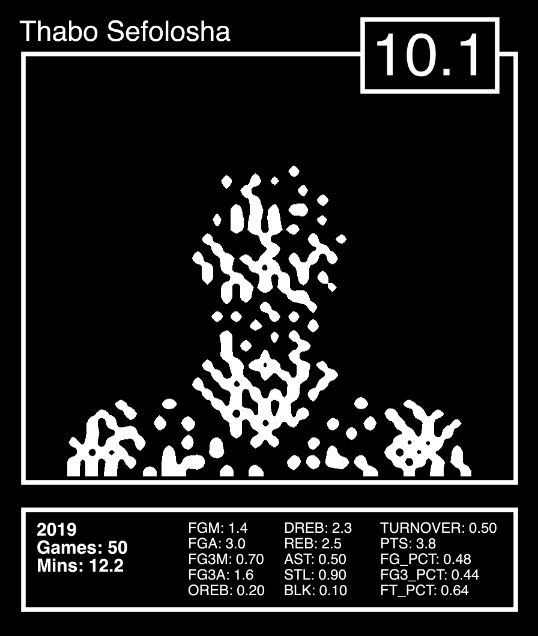 Thabo Sefolosha
10.1
2019
Games: 50
Mins: 12.2
FGM: 1.4
FGA: 3.0
FG3M: 0.70
FG3A: 1.6
OREB: 0.20
DREB: 2.3
REB: 2.5
AST: 0.50
STL: 0.90
BLK: 0.10
TURNOVER: 0.50
PTS: 3.8
FG_PCT: 0.48
FG3_PCT: 0.44
FT_PCT: 0.64